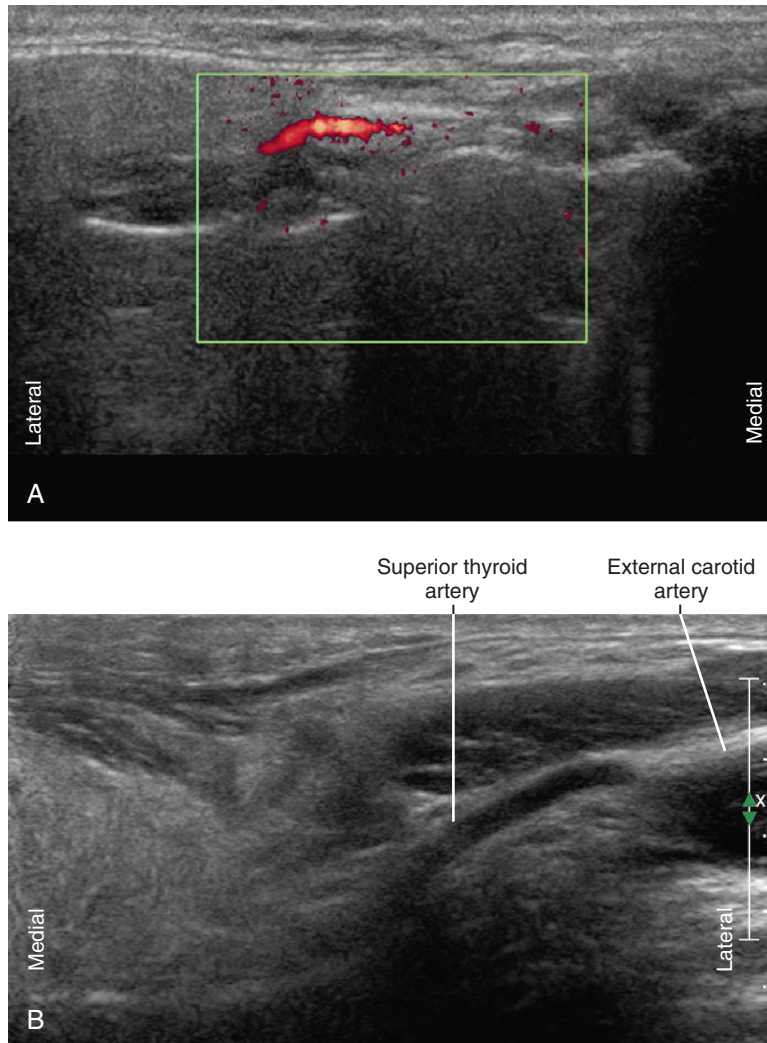 Lateral
Medial
A
Superior thyroid
artery
External carotid
artery
x
Medial
Lateral
B